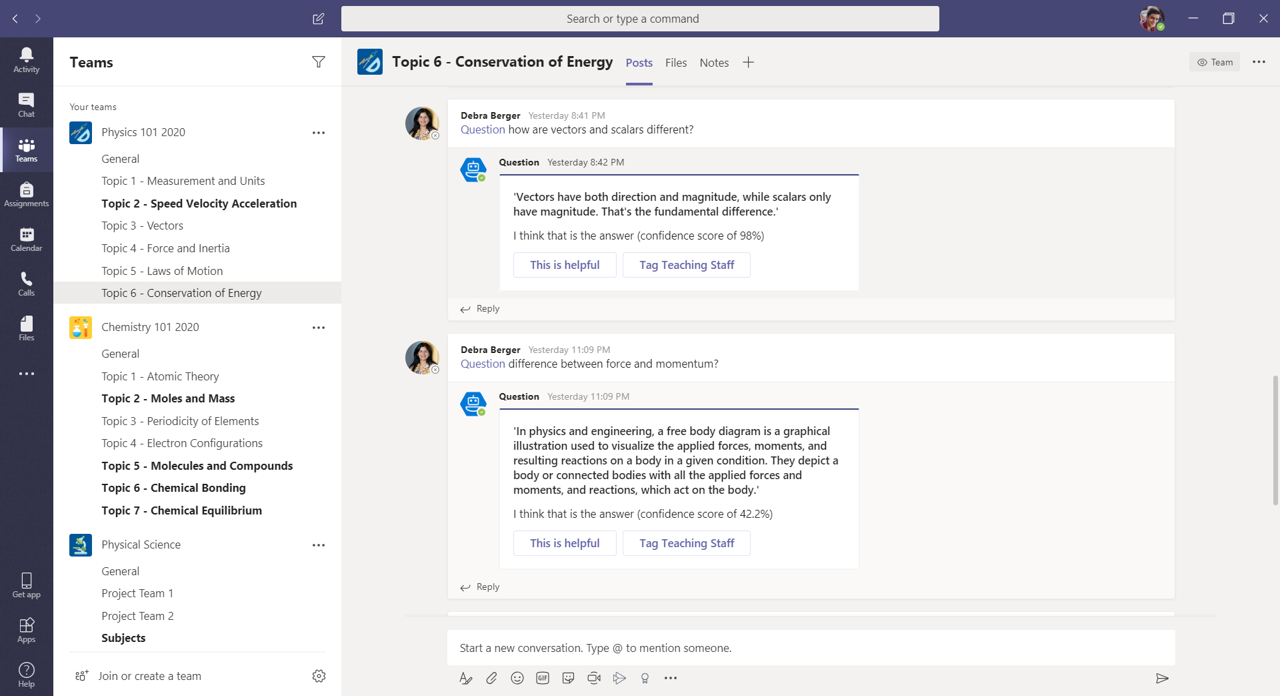 Search or type a command
Activity
Chat
Teams
Assignments
Calendar
Calls
Files
Get app
Apps
Help
Teams
Your teams
Physics 101 2020
General
Topic 1 - Measurement and Units
Topic 2 - Speed Velocity Acceleration
Topic 3 - Vectors
Topic 4 - Force and Inertia
Topic 5 - Laws of Motion
Topic 6 - Conservation of Energy
Chemistry 101 2020
General
Topic 1 - Atomic Theory
Topic 2 - Moles and Mass
Topic 3 - Periodicity of Elements
Topic 4 - Electron Configurations
Topic 5 - Molecules and Compounds
Topic 6 - Chemical Bonding
Topic 7 - Chemical Equilibrium
Physical Science
General
Project Team 1
Project Team 2
Subjects
Join or create a team
Topic 6 - Conservation of Energy Posts Files Notes
Team
Debra Berger Yesterday 8:41 PM
Question how are vectors and scalars different?
Question Yesterday 8:42 PM
'Vectors have both direction and magnitude, while scalars only
have magnitude. That's the fundamental difference.'
I think that is the answer (confidence score of 98%)
This is helpful Tag Teaching Staff
Reply
Debra Berger Yesterday 11:09 PM
Question difference between force and momentum?
Question Yesterday 11:09 PM
'In physics and engineering, a free body diagram is a graphical
illustration used to visualize the applied forces, moments, and
resulting reactions on a body in a given condition. They depict a
body or connected bodies with all the applied forces and
moments, and reactions, which act on the body.'
I think that is the answer (confidence score of 42.2%)
This is helpful Tag Teaching Staff
Reply
Start a new conversation. Type @ to mention someone.
GIF